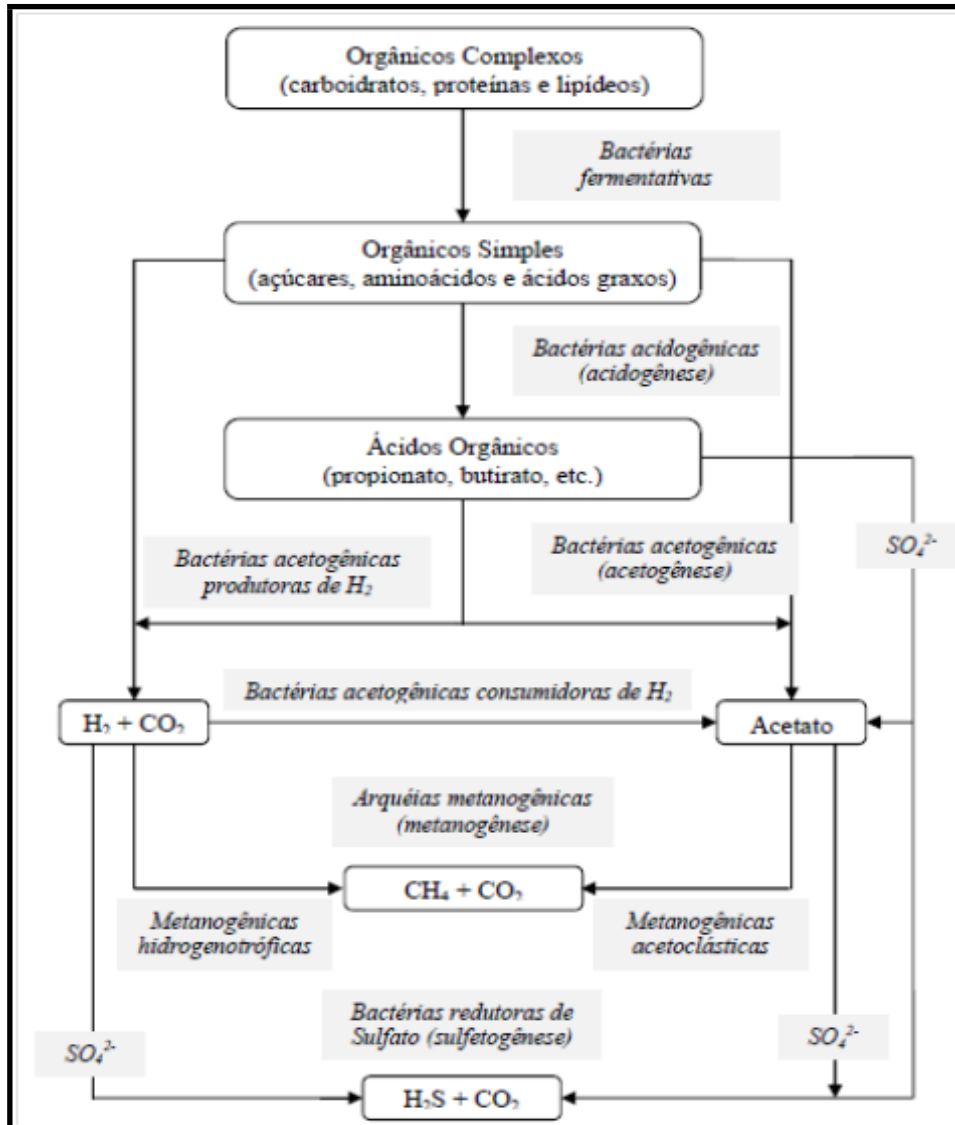 Orgânicos Complexos
(carboidratos, proteínas e lipídeos)
Bactérias
fermentativas
Orgânicos Simples
(açúcares, aminoácidos e ácidos graxos)
Bactérias acidogênicas
(acidogênese)
Ácidos Orgânicos
(propionato, butirato, etc.)
Bactérias acetogênicas
produtoras de H₂
Bactérias acetogênicas
(acetogênese)
SO₄²⁻
Bactérias acetogênicas consumidoras de H₂
H₂ + CO₂
Acetato
Arquéias metanogênicas
(metanogênese)
CH₄ + CO₂
Metanogênicas
hidrogenotróficas
Metanogênicas
acetoclásticas
Bactérias redutoras de
Sulfato (sulfetogênese)
SO₄²⁻
SO₄²⁻
H₂S + CO₂